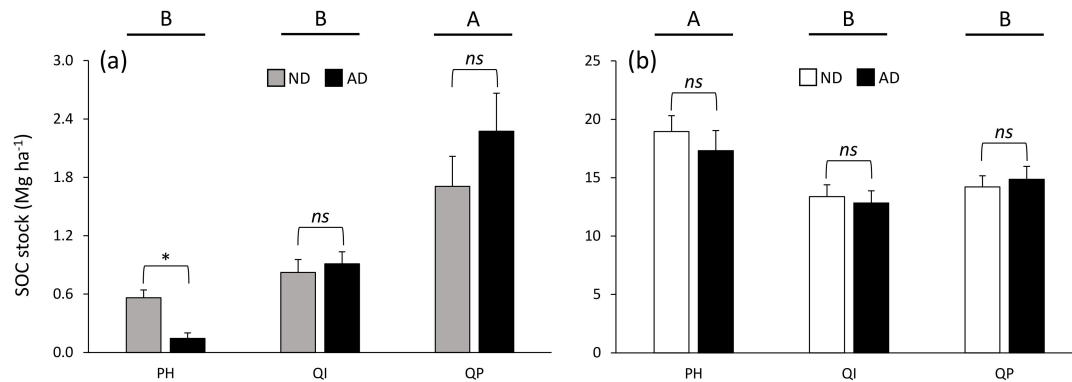 B B A A B B
(a) (b)
ND AD
ND AD
SOC stock (Mg ha-1)
3.0
2.4
1.8
1.2
0.6
0.0
* ns ns
PH QI QP
25
20
15
10
5
0
ns ns ns
PH QI QP